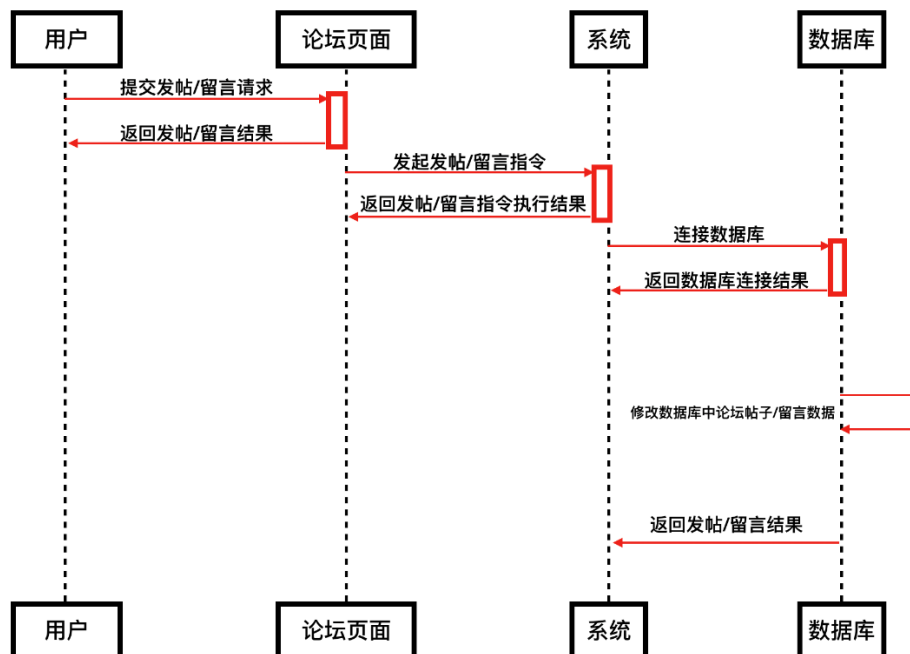 用户
论坛页面
系统
数据库
提交发帖/留言请求
返回发帖/留言结果
发起发帖/留言指令
返回发帖/留言指令执行结果
连接数据库
返回数据库连接结果
修改数据库中论坛帖子/留言数据
返回发帖/留言结果
用户
论坛页面
系统
数据库